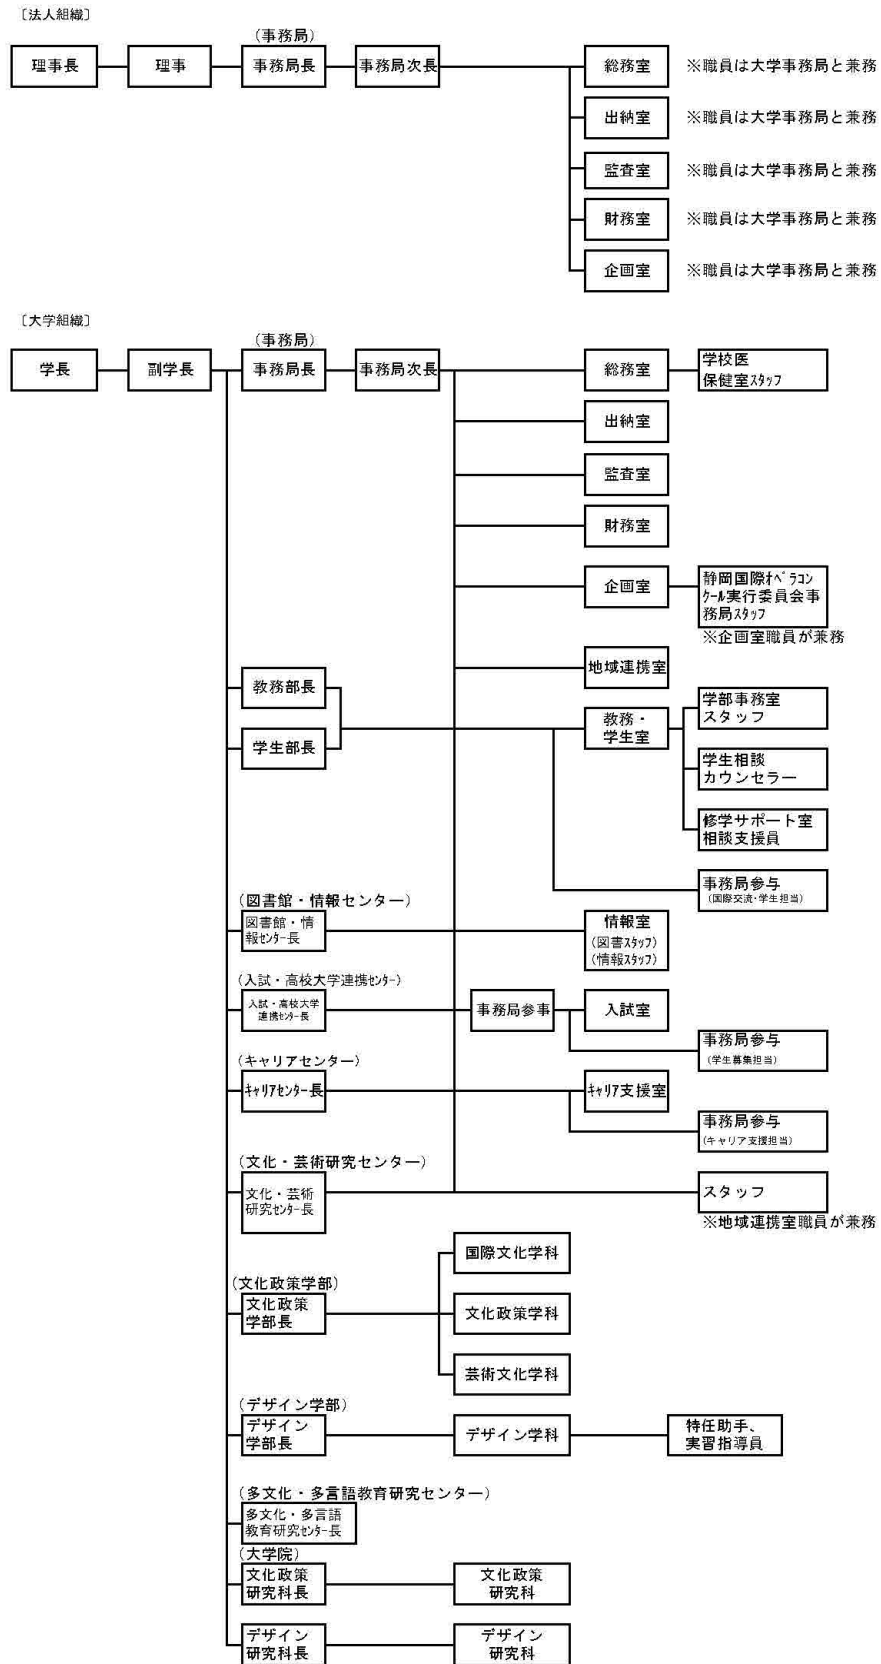 〔法人組織〕
（事務局）
理事長
理事
事務局長
事務局次長
総務室
※職員は大学事務局と兼務
出納室
※職員は大学事務局と兼務
監査室
※職員は大学事務局と兼務
財務室
※職員は大学事務局と兼務
企画室
※職員は大学事務局と兼務
〔大学組織〕
（事務局）
学長
副学長
事務局長
事務局次長
総務室
学校医
保健室ｽﾀｯﾌ
出納室
監査室
財務室
企画室
静岡国際ｵﾍﾟﾗｺﾝ
ｸｰﾙ実行委員会事
務局ｽﾀｯﾌ
※企画室職員が兼務
地域連携室
教務部長
学生部長
教務・
学生室
学部事務室
スタッフ
学生相談
カウンセラー
修学サポート室
相談支援員
事務局参与
（国際交流・学生担当）
（図書館・情報センター）
図書館・情
報ｾﾝﾀｰ長
情報室
（図書ｽﾀｯﾌ）
（情報ｽﾀｯﾌ）
（入試・高校大学連携ｾﾝﾀｰ）
入試・高校大学
連携ｾﾝﾀｰ長
事務局参事
入試室
事務局参与
（学生募集担当）
（キャリアセンター）
ｷｬﾘｱｾﾝﾀｰ長
ｷｬﾘｱ支援室
事務局参与
（キャリア支援担当）
（文化・芸術研究センター）
文化・芸術
研究ｾﾝﾀｰ長
スタッフ
※地域連携室職員が兼務
国際文化学科
（文化政策学部）
文化政策
学部長
文化政策学科
芸術文化学科
（デザイン学部）
デザイン
学部長
デザイン学科
特任助手、
実習指導員
（多文化・多言語教育研究センター）
多文化・多言語
教育研究ｾﾝﾀｰ長
（大学院）
文化政策
研究科長
文化政策
研究科
デザイン
研究科長
デザイン
研究科